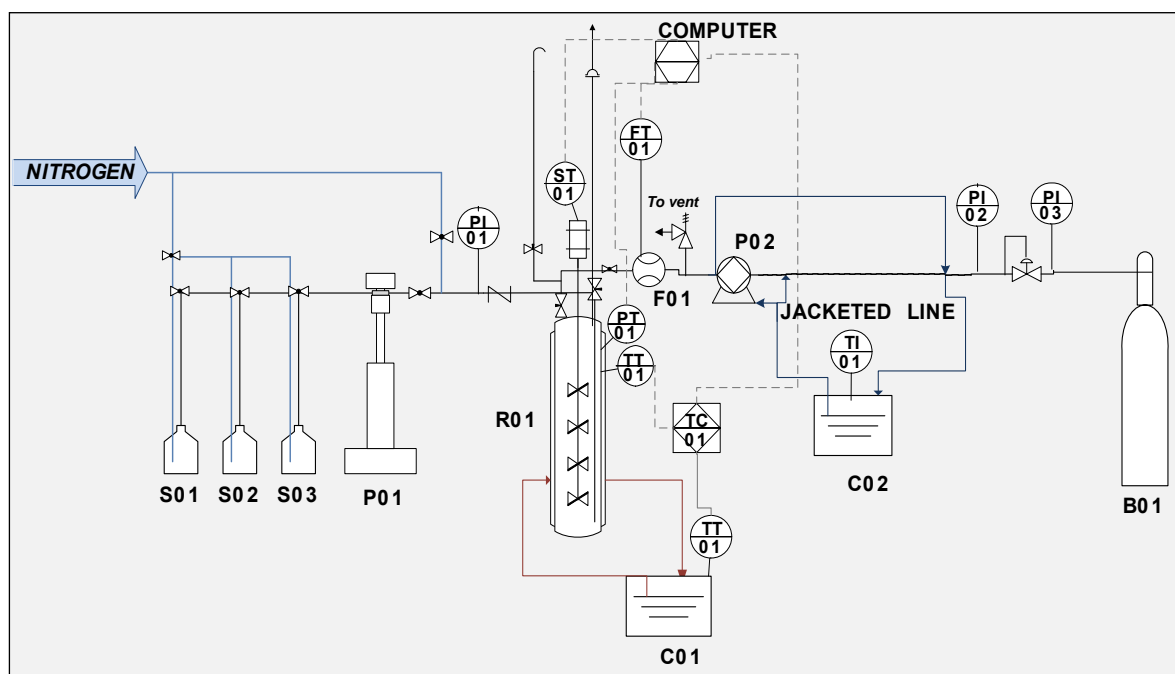 COMPUTER
FT
01
NITROGEN
ST
01
PI
01
To vent
P02
PI
02
PI
03
F01
JACKETED LINE
PT
01
TT
01
TI
01
R01
TC
01
S01
S02
S03
P01
C02
B01
TT
01
C01